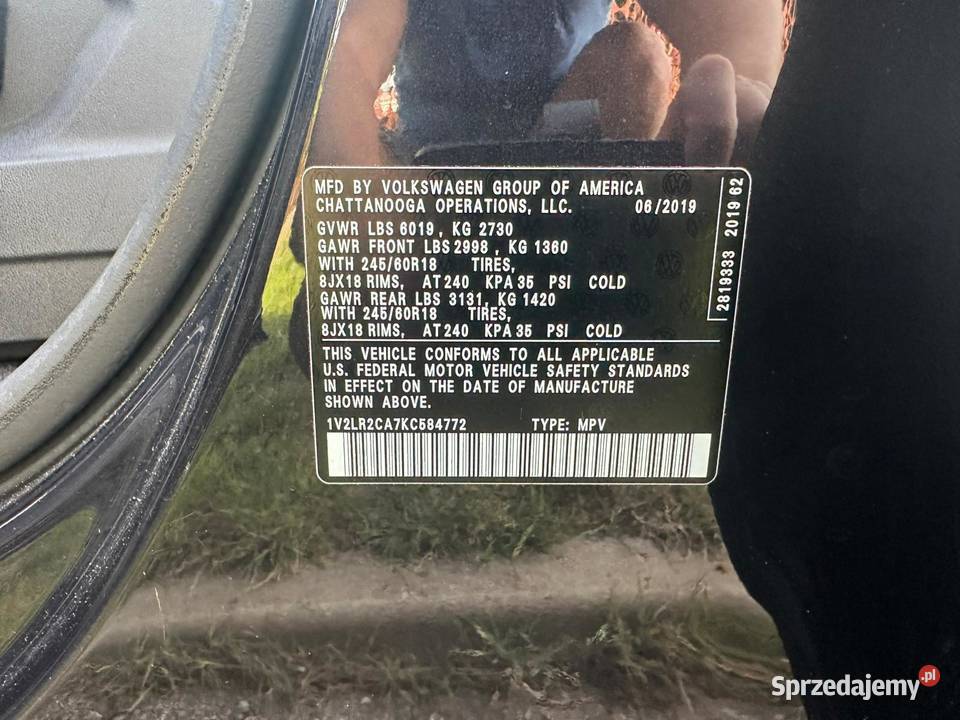 MFD BY VOLKSWAGEN GROUP OF AMERICA
CHATTANOOGA OPERATIONS, LLC. 06/2019
GVWR LBS 6019, KG 2730
GAWR FRONT LBS 2998, KG 1360
WITH 245/60R18 TIRES,
8JX18 RIMS, AT 240 KPA 35 PSI COLD
GAWR REAR LBS 3131, KG 1420
WITH 245/60R18 TIRES,
8JX18 RIMS, AT 240 KPA 35 PSI COLD
THIS VEHICLE CONFORMS TO ALL APPLICABLE
U.S. FEDERAL MOTOR VEHICLE SAFETY STANDARDS
IN EFFECT ON THE DATE OF MANUFACTURE
SHOWN ABOVE.
1V2LR2CA7KC584772 TYPE: MPV
2819333 2019 62
Sprzedajemy.pl